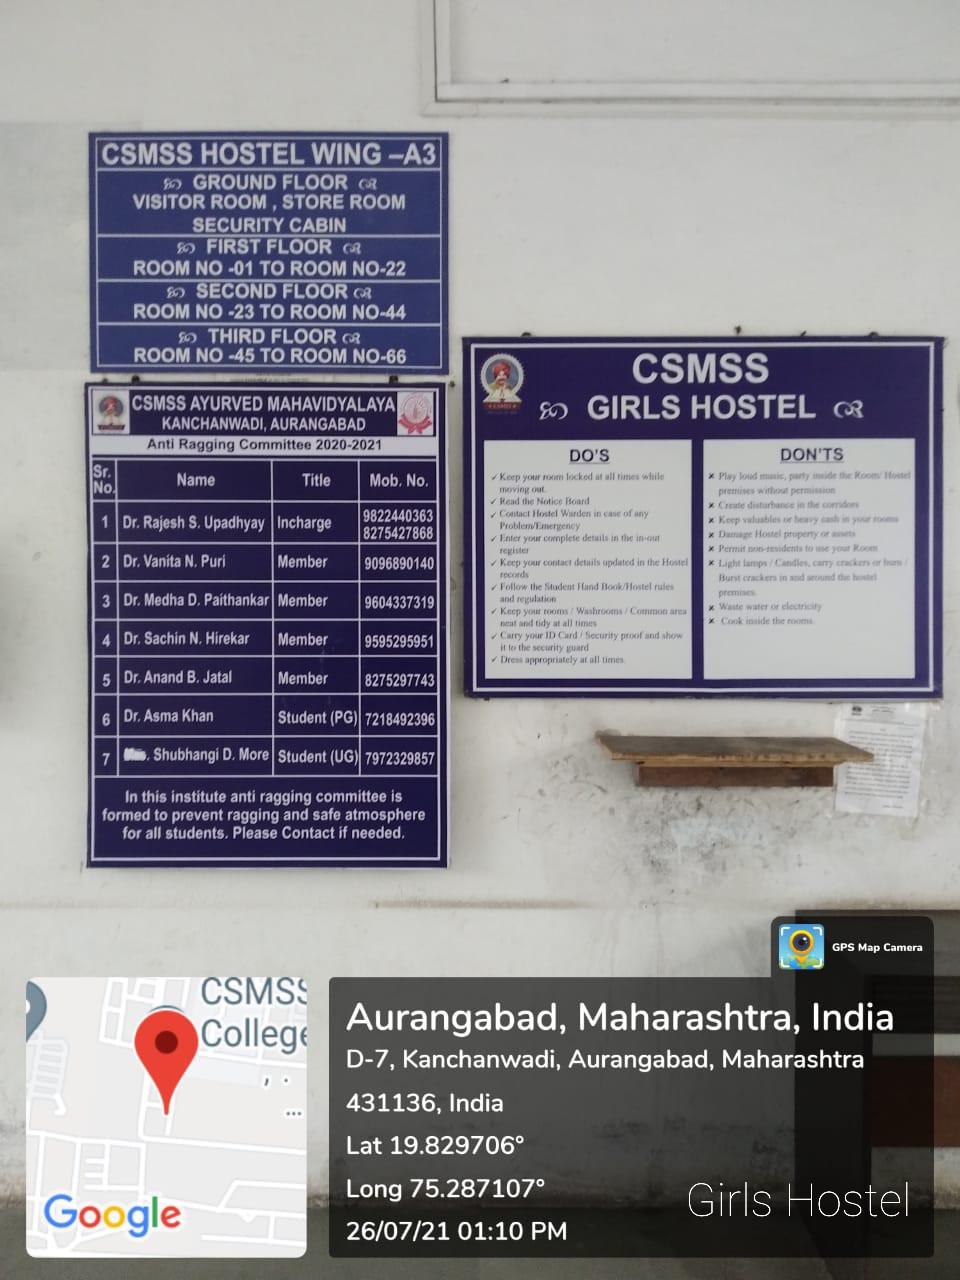 CSMSS HOSTEL WING –A3
GROUND FLOOR
VISITOR ROOM , STORE ROOM
SECURITY CABIN
FIRST FLOOR
ROOM NO -01 TO ROOM NO-22
SECOND FLOOR
ROOM NO -23 TO ROOM NO-44
THIRD FLOOR
ROOM NO -45 TO ROOM NO-66
CSMSS AYURVED MAHAVIDYALAYA
KANCHANWADI, AURANGABAD
Anti Ragging Committee 2020-2021
Sr. No. Name Title Mob. No.
1 Dr. Rajesh S. Upadhyay Incharge 9822440363
8275427868
2 Dr. Vanita N. Puri Member 9096890140
3 Dr. Medha D. Paithankar Member 9604337319
4 Dr. Sachin N. Hirekar Member 9595295951
5 Dr. Anand B. Jatal Member 8275297743
6 Dr. Asma Khan Student (PG) 7218492396
7 . Shubhangi D. More Student (UG) 7972329857
In this institute anti ragging committee is
formed to prevent ragging and safe atmosphere
for all students. Please Contact if needed.
CSMSS
GIRLS HOSTEL
DO'S
✓ Keep your room locked at all times while
moving out.
✓ Read the Notice Board
✓ Contact Hostel Warden in case of any
Problem/Emergency
✓ Enter your complete details in the in-out
register
✓ Keep your contact details updated in the Hostel
records
✓ Follow the Student Hand Book/Hostel rules
and regulation
✓ Keep your rooms / Washrooms / Common area
neat and tidy at all times
✓ Carry your ID Card / Security proof and show
it to the security guard
✓ Dress appropriately at all times.
DON'TS
× Play loud music, party inside the Room/ Hostel
premises without permission
× Create disturbance in the corridors
× Keep valuables or heavy cash in your rooms
× Damage Hostel property or assets
× Permit non-residents to use your Room
× Light lamps / Candles, carry crackers or burn /
Burst crackers in and around the hostel
premises.
× Waste water or electricity
× Cook inside the rooms.
GPS Map Camera
CSMSS
College
Google
Aurangabad, Maharashtra, India
D-7, Kanchanwadi, Aurangabad, Maharashtra
431136, India
Lat 19.829706°
Long 75.287107°
26/07/21 01:10 PM
Girls Hostel